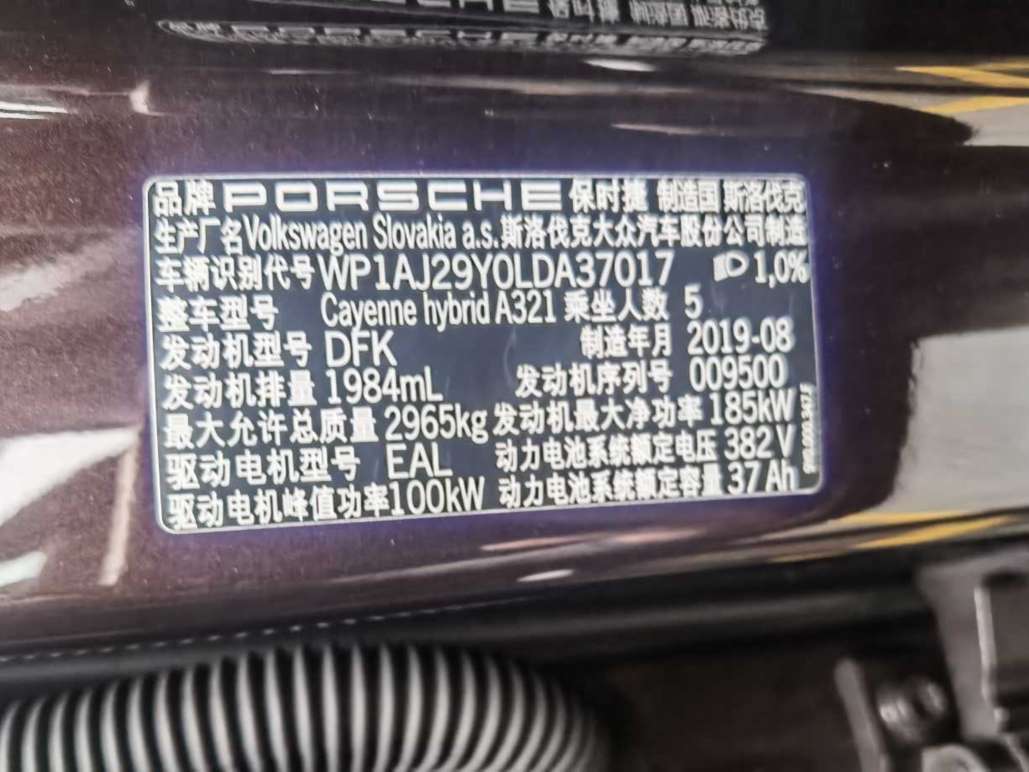 品牌 PORSCHE 保时捷 制造国 斯洛伐克
生产厂名Volkswagen Slovakia a.s.斯洛伐克大众汽车股份公司制造
车辆识别代号WP1AJ29Y0LDA37017 1,0%
整车型号 Cayenne hybrid A321 乘坐人数 5
发动机型号 DFK 制造年月 2019-08
发动机排量 1984mL 发动机序列号 009500
最大允许总质量 2965kg 发动机最大净功率 185kW
驱动电机型号 EAL 动力电池系统额定电压 382V
驱动电机峰值功率100kW 动力电池系统额定容量 37Ah